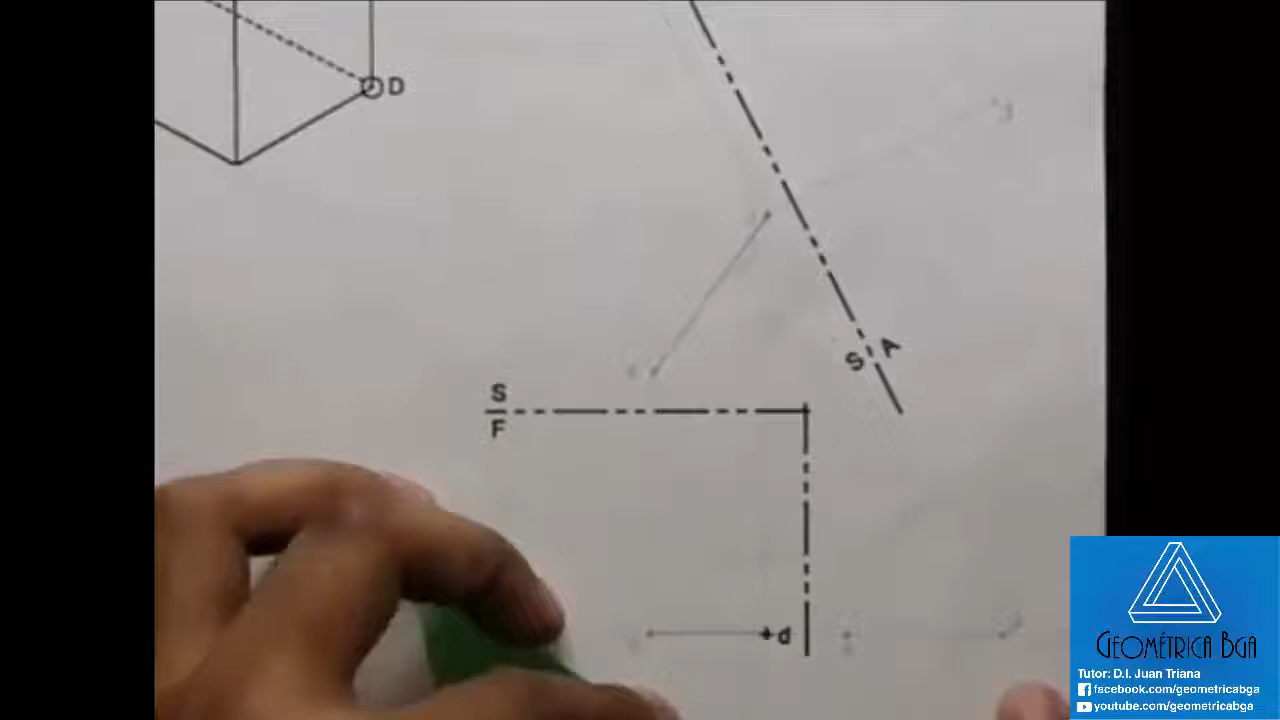 D
S A
S
F
d
GEOMÉTRICA BGA
Tutor: D.I. Juan Triana
facebook.com/geometricabga
youtube.com/geometricabga